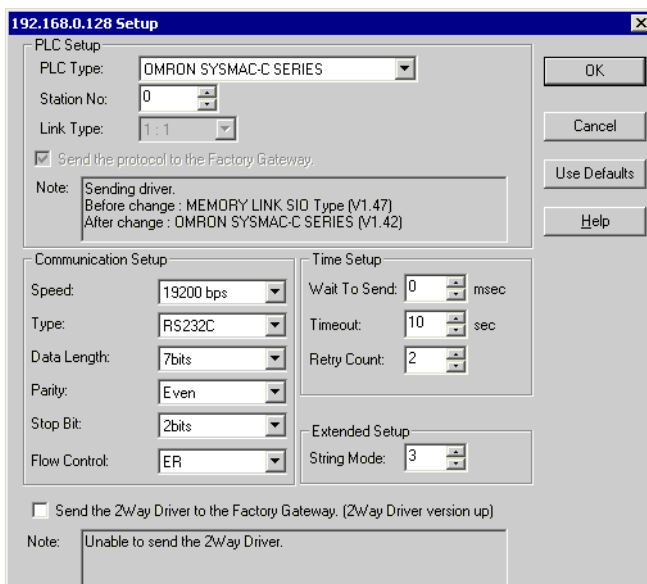 192.168.0.128 Setup
PLC Setup
PLC Type: OMRON SYSMAC-C SERIES
OK
Station No: 0
Link Type: 1 : 1
Cancel
Send the protocol to the Factory Gateway.
Use Defaults
Note: Sending driver.
Before change : MEMORY LINK SIO Type (V1.47)
After change : OMRON SYSMAC-C SERIES (V1.42)
Help
Communication Setup
Speed: 19200 bps
Type: RS232C
Data Length: 7bits
Parity: Even
Stop Bit: 2bits
Flow Control: ER
Time Setup
Wait To Send: 0 msec
Timeout: 10 sec
Retry Count: 2
Extended Setup
String Mode: 3
Send the 2Way Driver to the Factory Gateway. (2Way Driver version up)
Note: Unable to send the 2Way Driver.